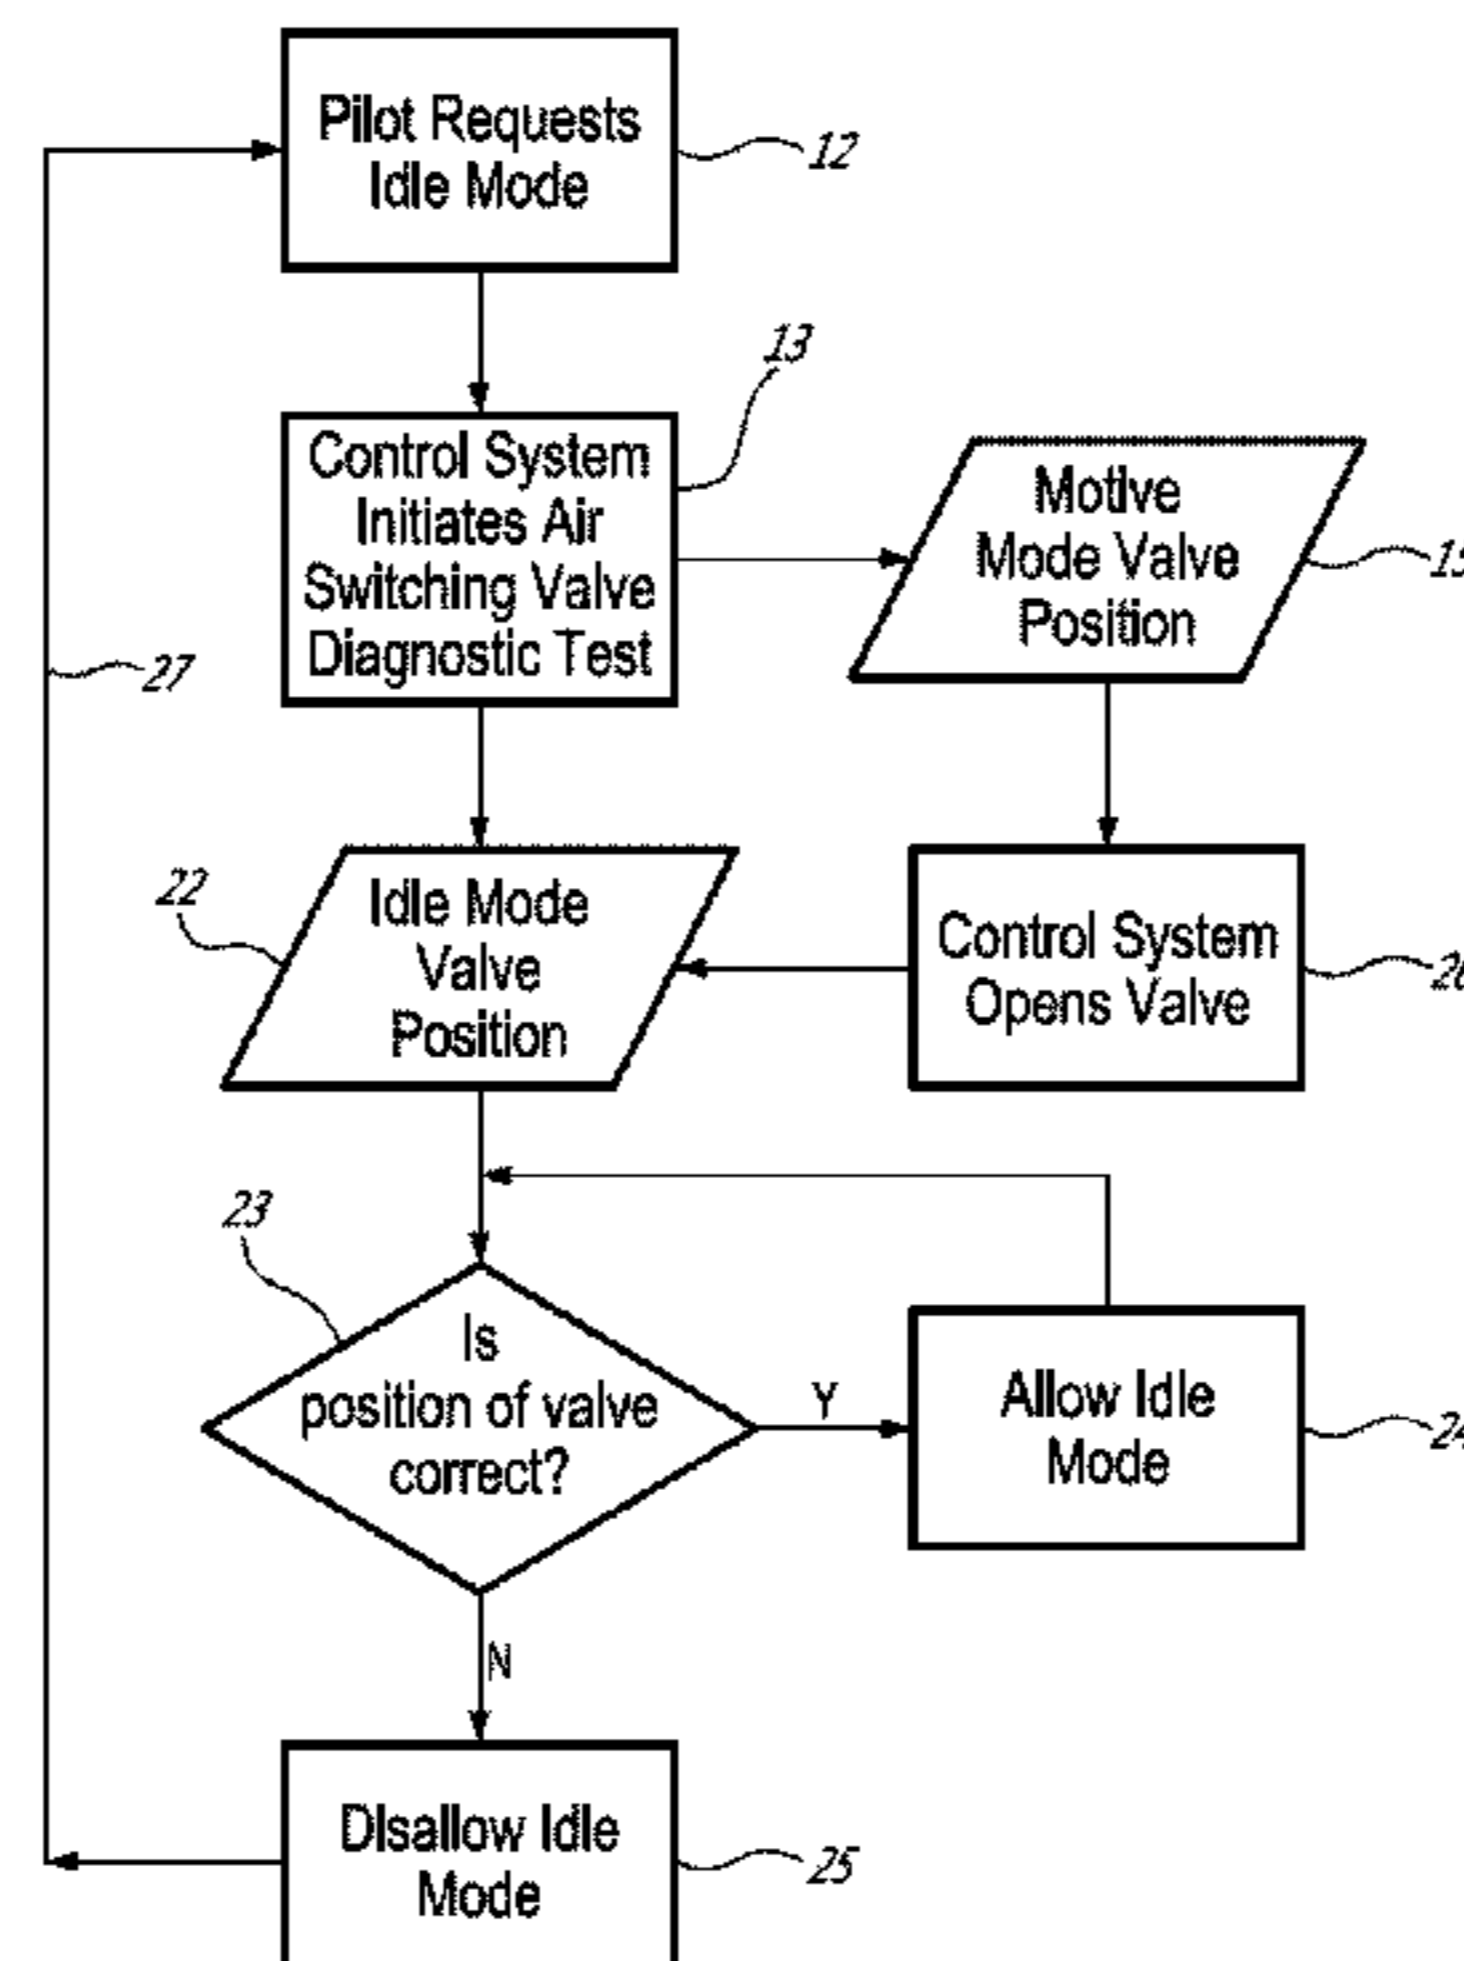 Pilot Requests
Idle Mode
12
13
Control System
Initiates Air
Switching Valve
Diagnostic Test
Motive
Mode Valve
Position
27
22
Idle Mode
Valve
Position
Control System
Opens Valve
23
Is
position of valve
correct?
Y
Allow Idle
Mode
24
N
Disallow Idle
Mode
25